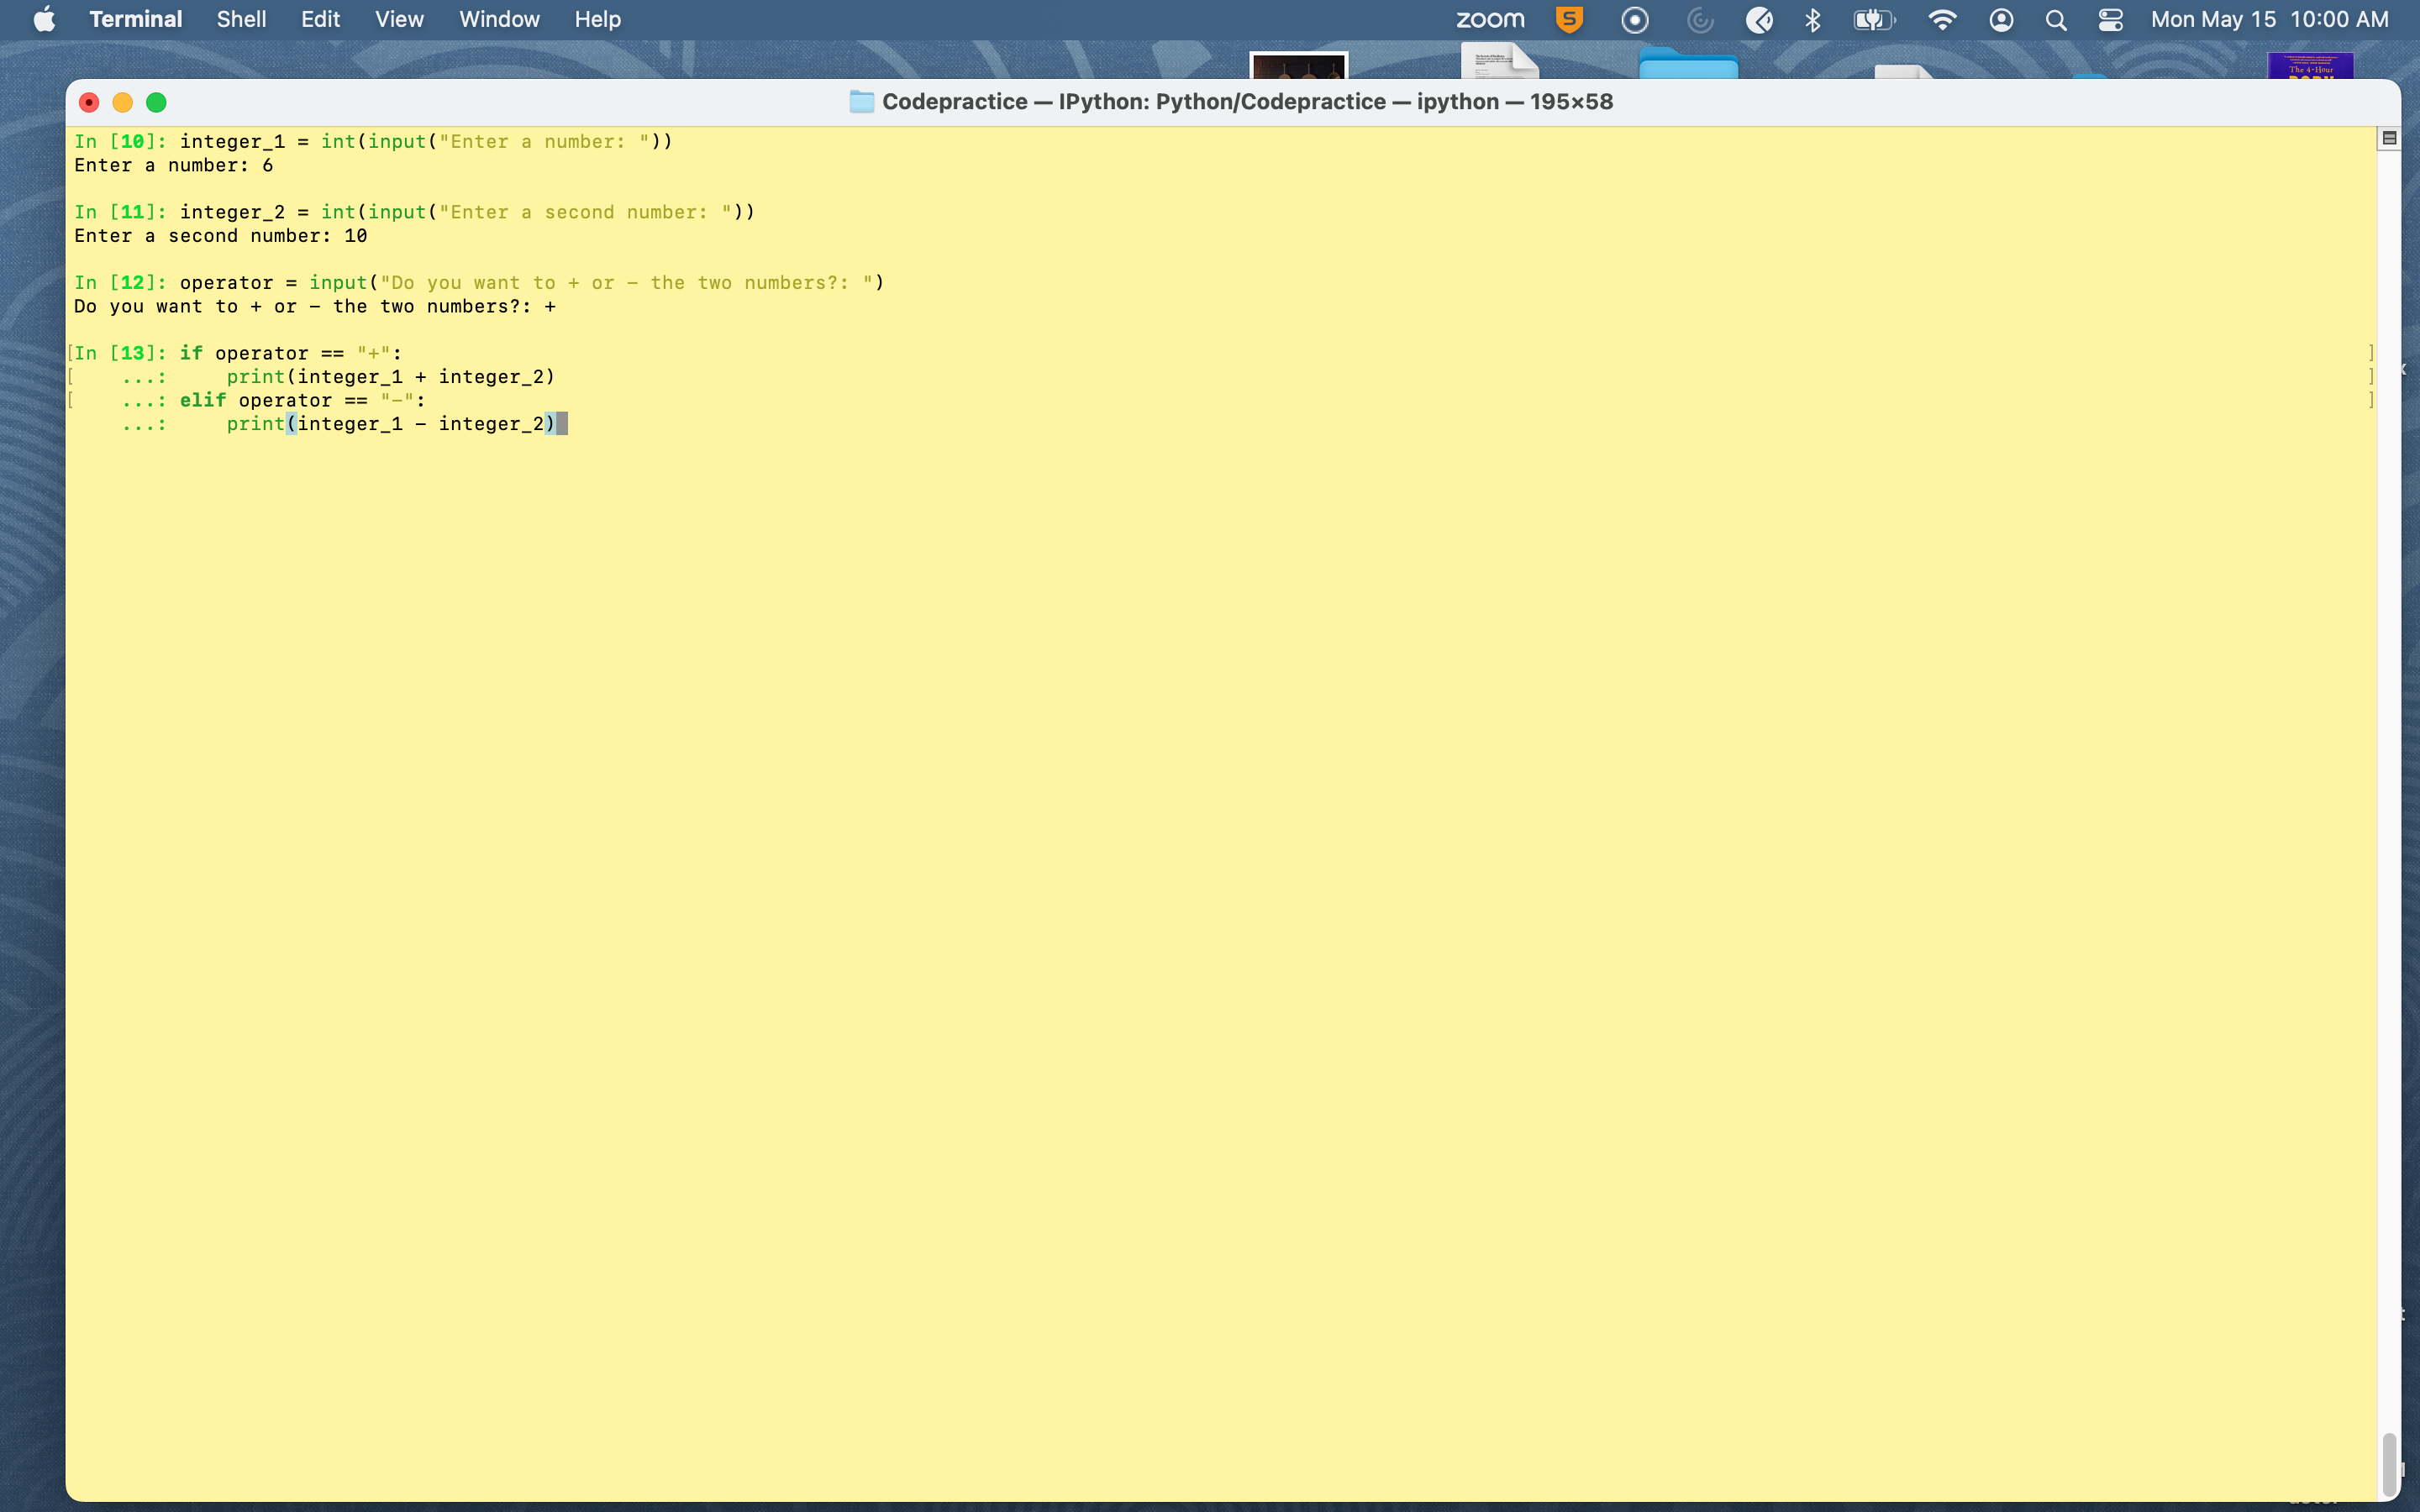 Terminal Shell Edit View Window Help zoom S Mon May 15 10:00 AM
The 4-Hour
Codepractice — IPython: Python/Codepractice — ipython — 195×58
In [10]: integer_1 = int(input("Enter a number: "))
Enter a number: 6
In [11]: integer_2 = int(input("Enter a second number: "))
Enter a second number: 10
In [12]: operator = input("Do you want to + or - the two numbers?: ")
Do you want to + or - the two numbers?: +
[In [13]: if operator == "+": ]
[ ...: print(integer_1 + integer_2) ]
[ ...: elif operator == "-": ]
...: print(integer_1 - integer_2)